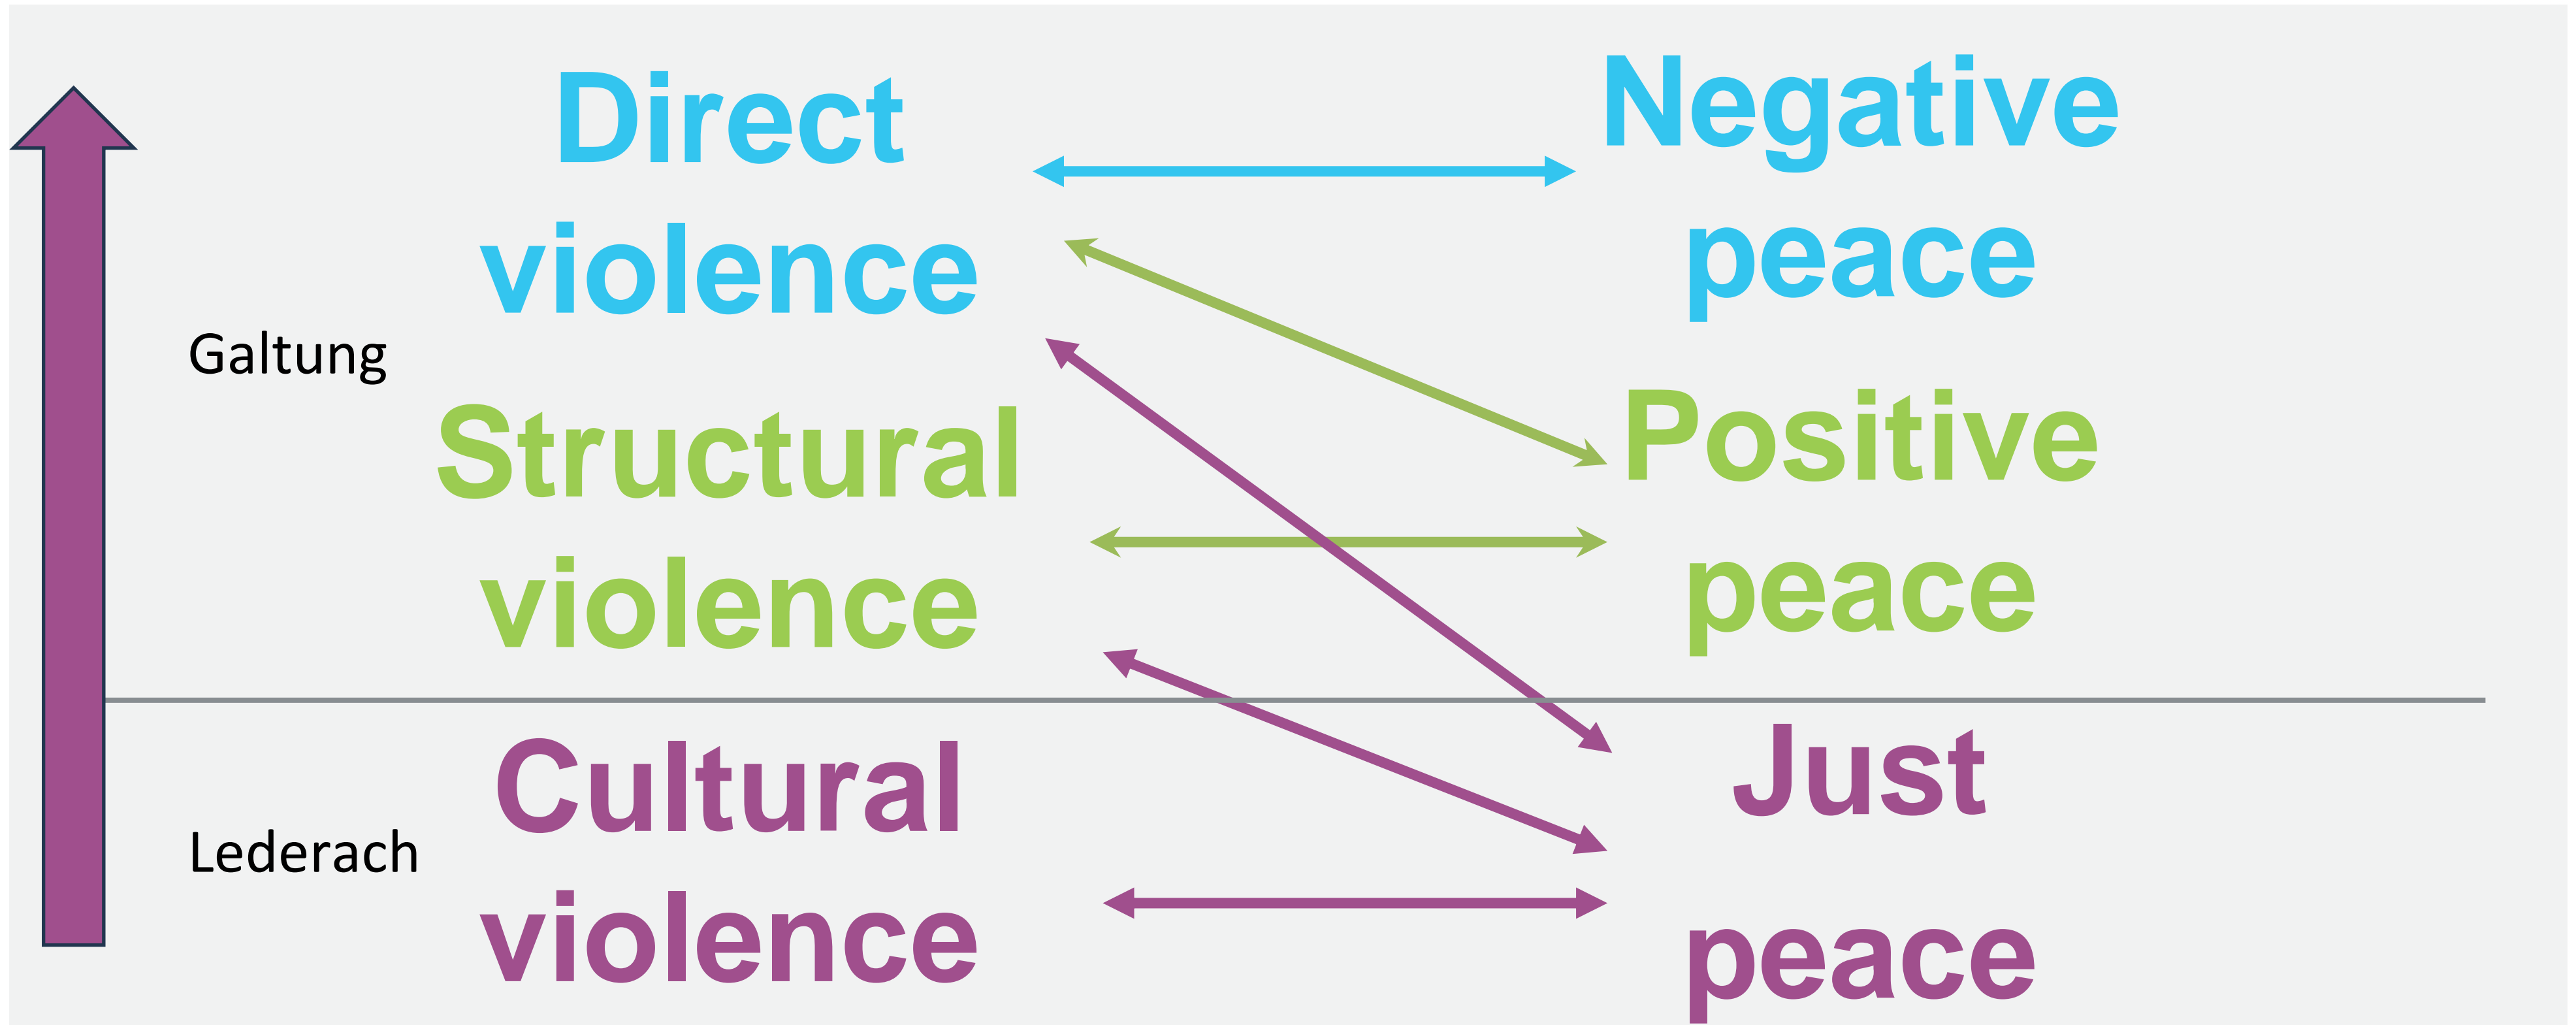 Direct
violence
Negative
peace
Galtung
Structural
violence
Positive
peace
Lederach
Cultural
violence
Just
peace